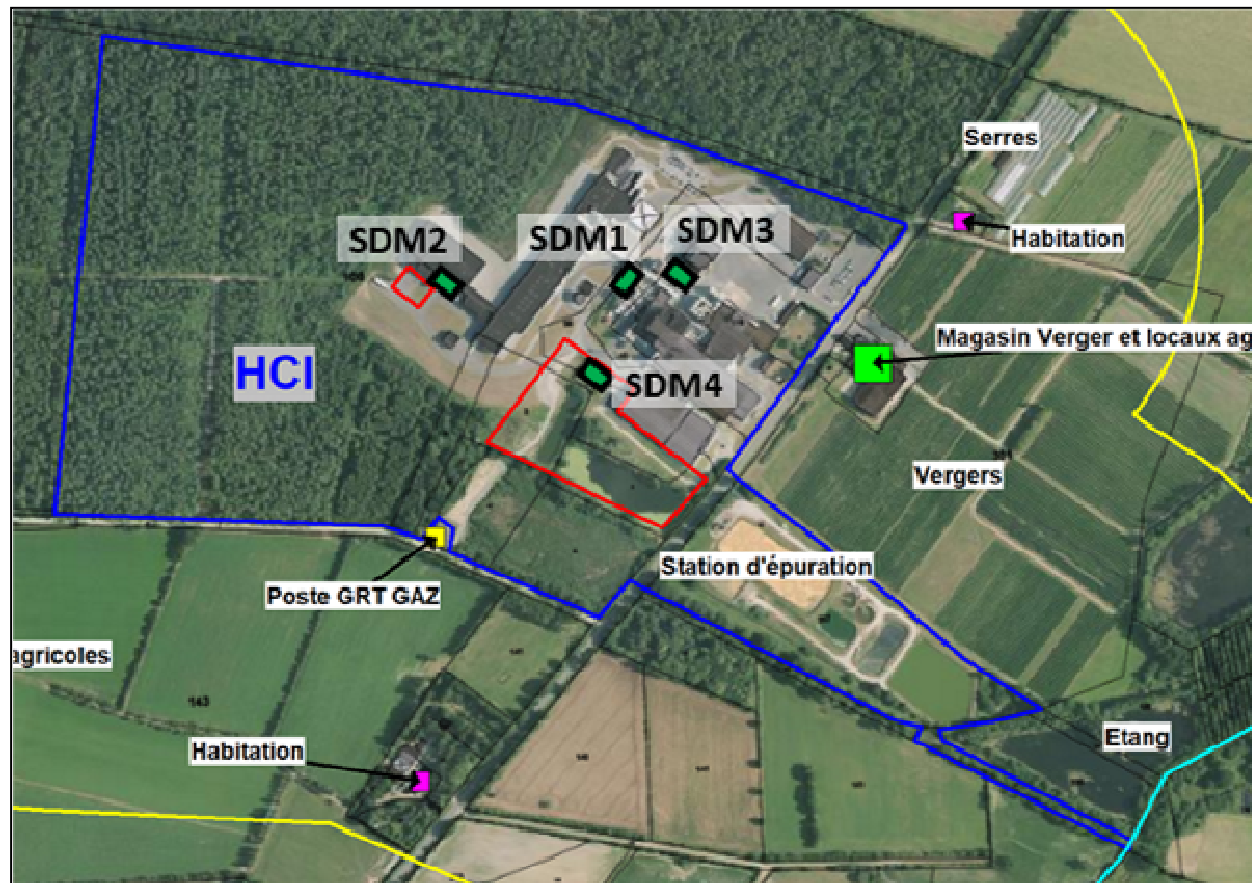 Serres
SDM2
SDM1
SDM3
Habitation
Magasin Verger et locaux ag
HCI
SDM4
Vergers
Station d'épuration
Poste GRT GAZ
agricoles
143
Habitation
Etang